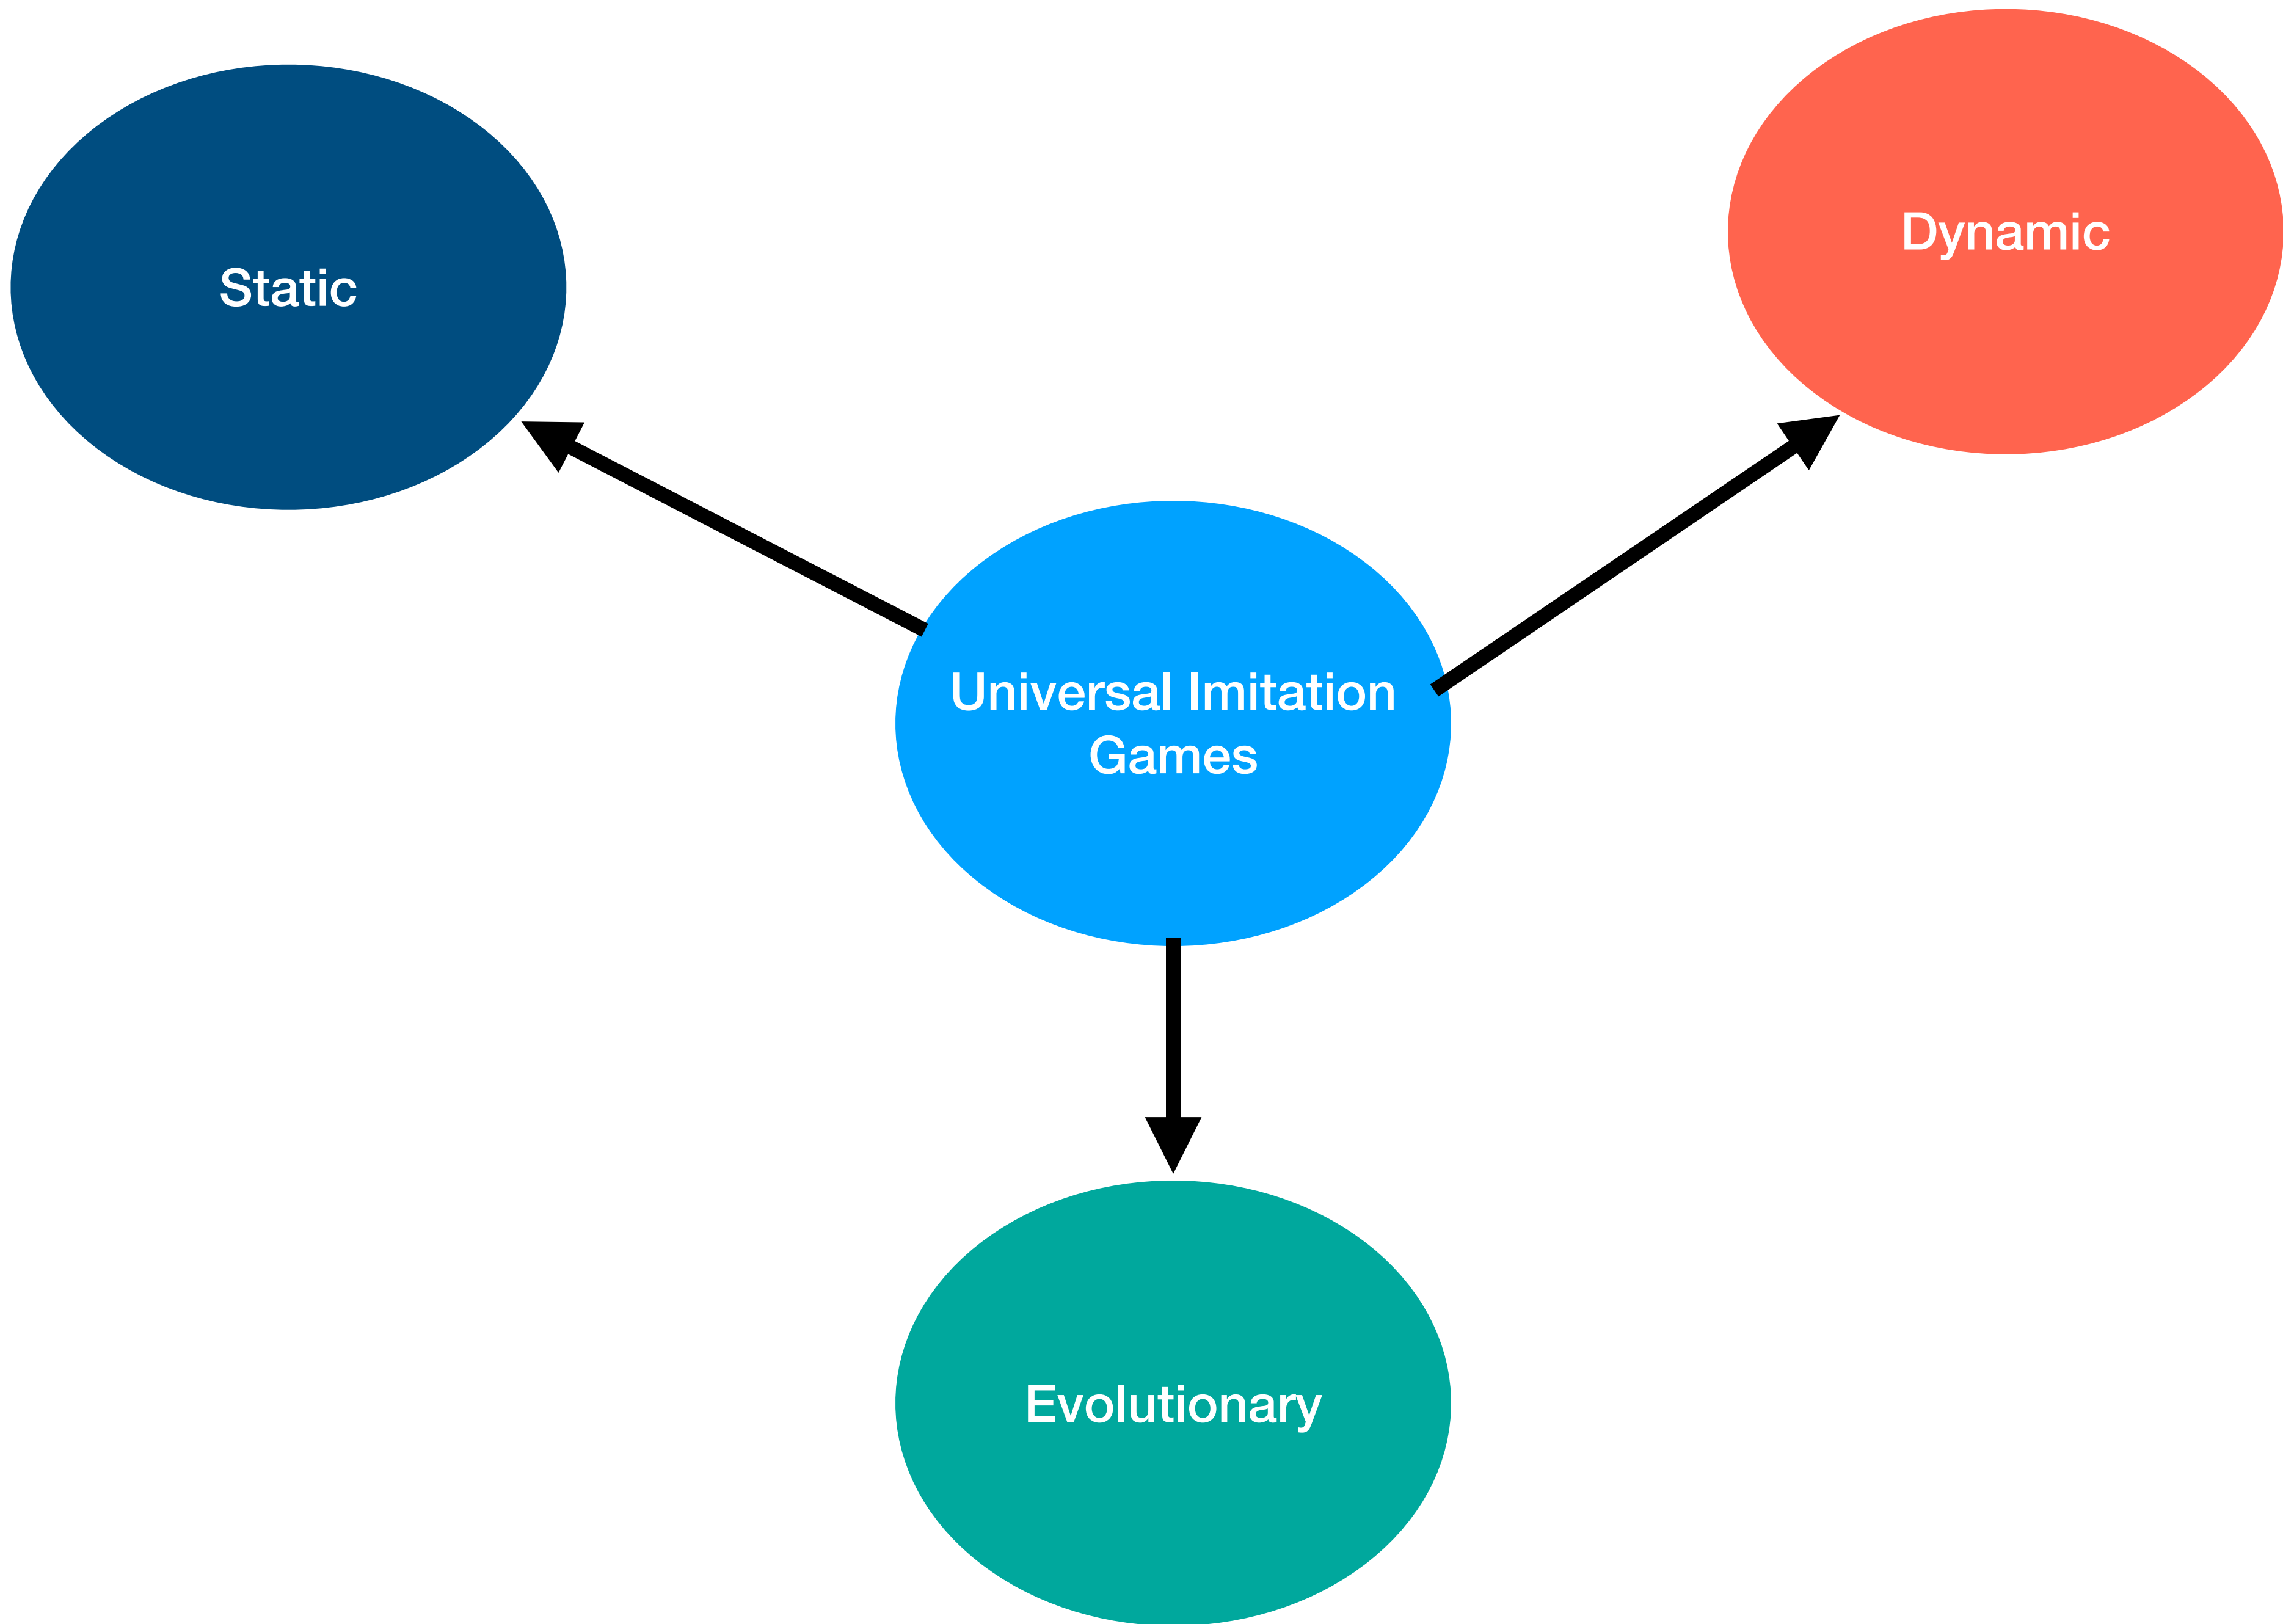 Static
Dynamic
Universal Imitation
Games
Evolutionary